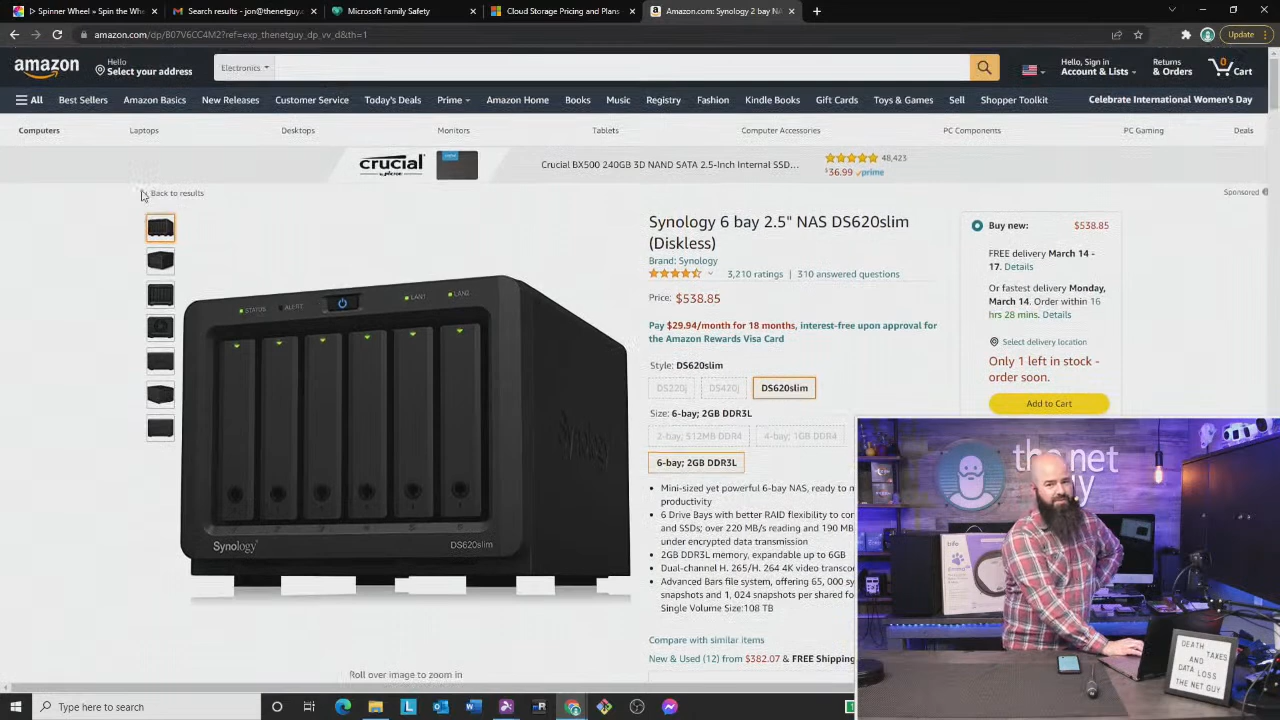 Spinner Wheel - Spin the Whe
Search results - jon@thenetguy.
Microsoft Family Safety
Cloud Storage Pricing and Plans
Amazon.com: Synology 2 bay NA
amazon.com/dp/B07V6CC4M2?ref=exp_thenetguy_dp_vv_d&th=1
Update
amazon
Hello
Select your address
Electronics
Hello, Sign in
Account & Lists
Returns
& Orders
0
Cart
All
Best Sellers
Amazon Basics
New Releases
Customer Service
Today's Deals
Prime
Amazon Home
Books
Music
Registry
Fashion
Kindle Books
Gift Cards
Toys & Games
Sell
Shopper Toolkit
Celebrate International Women's Day
Computers
Laptops
Desktops
Monitors
Tablets
Computer Accessories
PC Components
PC Gaming
Deals
crucial
Crucial BX500 240GB 3D NAND SATA 2.5-Inch Internal SSD...
48,423
$36.99 prime
Back to results
Sponsored
STATUS
ALERT
LAN1
LAN2
Synology
Synology
DS620slim
Roll over image to zoom in
Synology 6 bay 2.5" NAS DS620slim
(Diskless)
Brand: Synology
3,210 ratings | 310 answered questions
Price: $538.85
Pay $29.94/month for 18 months, interest-free upon approval for
the Amazon Rewards Visa Card
Style: DS620slim
DS220j
DS420j
DS620slim
Size: 6-bay; 2GB DDR3L
2-bay; 512MB DDR4
4-bay; 1GB DDR4
6-bay; 2GB DDR3L
• Mini-sized yet powerful 6-bay NAS, ready to m
productivity
• 6 Drive Bays with better RAID flexibility to cor
and SSDs; over 220 MB/s reading and 190 MB
under encrypted data transmission
• 2GB DDR3L memory, expandable up to 6GB
• Dual-channel H. 265/H. 264 4K video transco
• Advanced Bars file system, offering 65, 000 sy
snapshots and 1, 024 snapshots per shared fo
Single Volume Size:108 TB
Compare with similar items
New & Used (12) from $382.07 & FREE Shipping
Buy new:
$538.85
FREE delivery March 14 -
17. Details
Or fastest delivery Monday,
March 14. Order within 16
hrs 28 mins. Details
Select delivery location
Only 1 left in stock -
order soon.
Add to Cart
the net
guy
DEATH, TAXES
AND
DATA LOSS
THE NET GUY
Type here to search